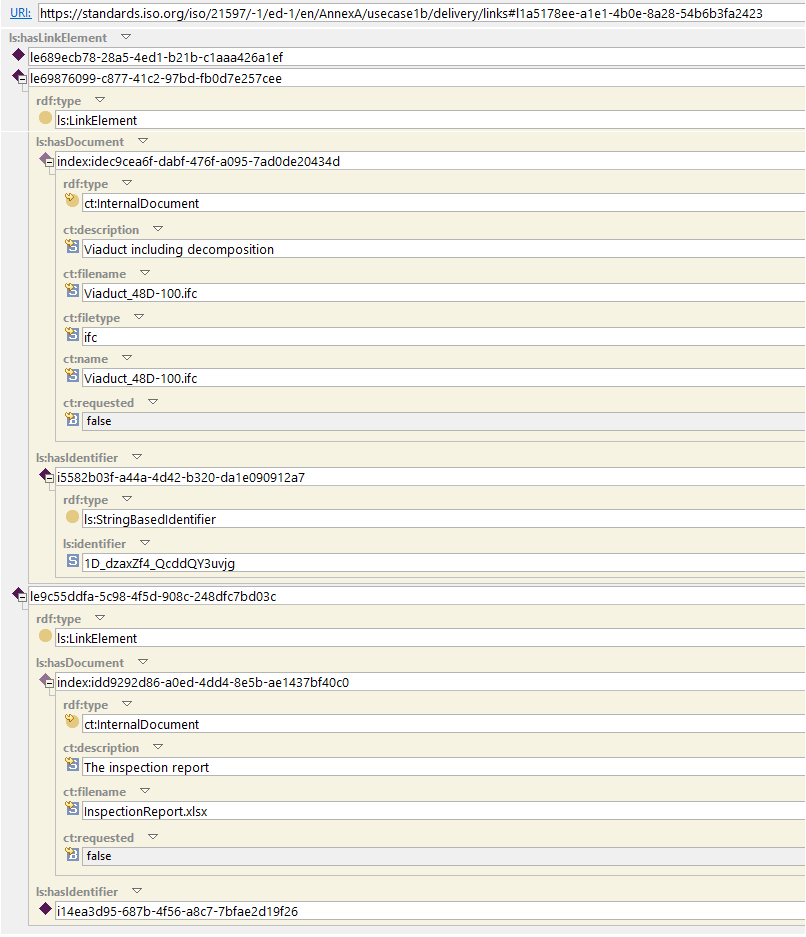 URI: https://standards.iso.org/iso/21597/-1/ed-1/en/AnnexA/usecase1b/delivery/links#l1a5178ee-a1e1-4b0e-8a28-54b6b3fa2423
ls:hasLinkElement
le689ecb78-28a5-4ed1-b21b-c1aaa426a1ef
le69876099-c877-41c2-97bd-fb0d7e257cee
rdf:type
ls:LinkElement
ls:hasDocument
index:idec9cea6f-dabf-476f-a095-7ad0de20434d
rdf:type
ct:InternalDocument
ct:description
Viaduct including decomposition
ct:filename
Viaduct_48D-100.ifc
ct:filetype
ifc
ct:name
Viaduct_48D-100.ifc
ct:requested
false
ls:hasIdentifier
i5582b03f-a44a-4d42-b320-da1e090912a7
rdf:type
ls:StringBasedIdentifier
ls:identifier
1D_dzaxZf4_QcddQY3uvjg
le9c55ddfa-5c98-4f5d-908c-248dfc7bd03c
rdf:type
ls:LinkElement
ls:hasDocument
index:idd9292d86-a0ed-4dd4-8e5b-ae1437bf40c0
rdf:type
ct:InternalDocument
ct:description
The inspection report
ct:filename
InspectionReport.xlsx
ct:requested
false
ls:hasIdentifier
i14ea3d95-687b-4f56-a8c7-7bfae2d19f26